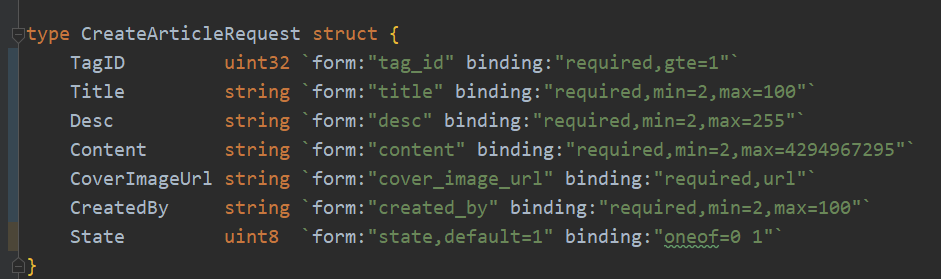 type CreateArticleRequest struct {
    TagID         uint32 `form:"tag_id" binding:"required,gte=1"`
    Title         string `form:"title" binding:"required,min=2,max=100"`
    Desc          string `form:"desc" binding:"required,min=2,max=255"`
    Content       string `form:"content" binding:"required,min=2,max=4294967295"`
    CoverImageUrl string `form:"cover_image_url" binding:"required,url"`
    CreatedBy     string `form:"created_by" binding:"required,min=2,max=100"`
    State         uint8  `form:"state,default=1" binding:"oneof=0 1"`
}